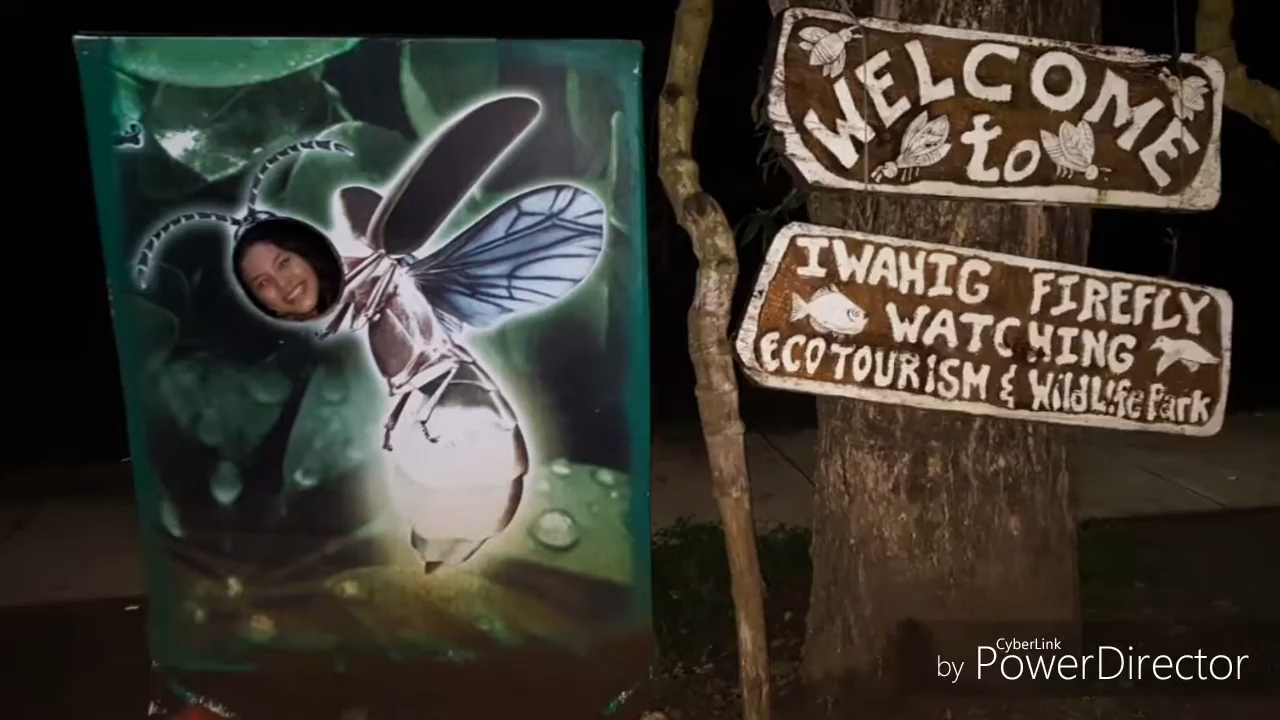 WELCOME
to
IWAHIG FIREFLY
WATCHING
ECOTOURISM & WildLife Park
CyberLink
by PowerDirector